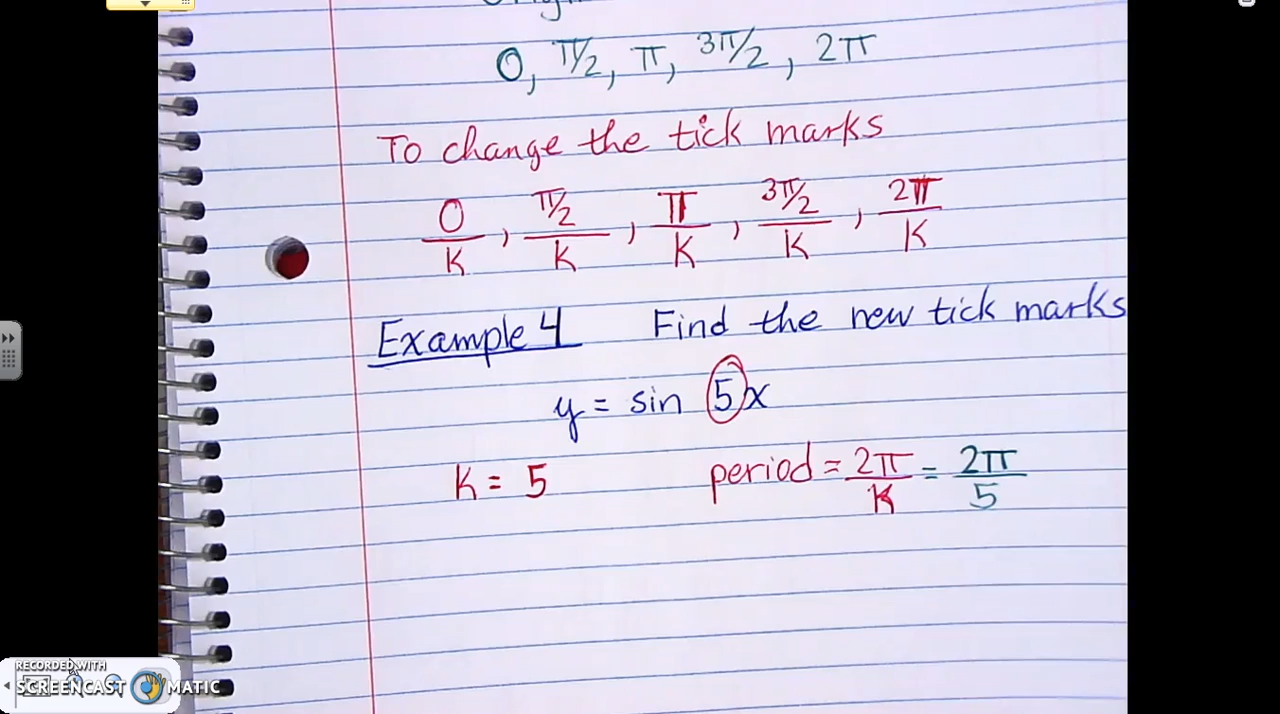 0, π/2, π, 3π/2, 2π
To change the tick marks
0/K, π/2/K, π/K, 3π/2/K, 2π/K
Example 4 Find the new tick marks
y = sin 5x
K = 5 period = 2π/K = 2π/5
RECORDED WITH
SCREENCAST MATIC